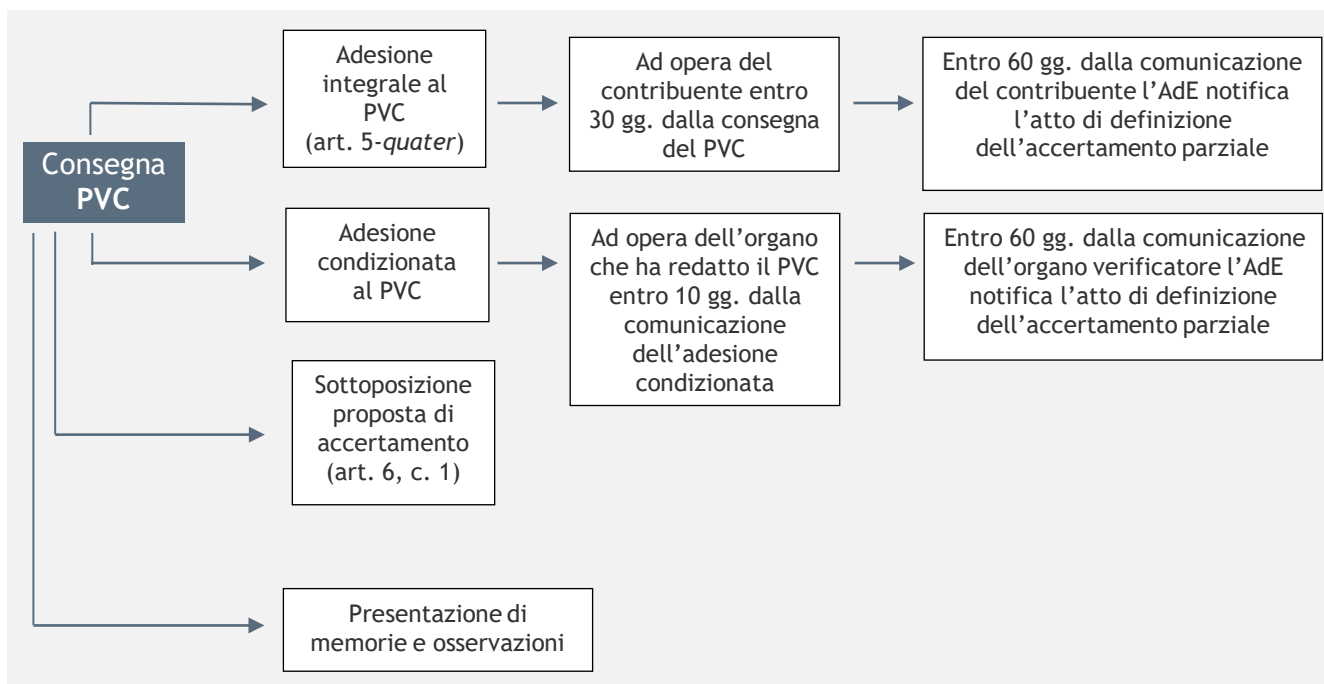 Consegna
PVC
Adesione
integrale al
PVC
(art. 5-quater)
Ad opera del
contribuente entro
30 gg. dalla consegna
del PVC
Entro 60 gg. dalla comunicazione
del contribuente l’AdE notifica
l’atto di definizione
dell’accertamento parziale
Adesione
condizionata
al PVC
Ad opera dell’organo
che ha redatto il PVC
entro 10 gg. dalla
comunicazione
dell’adesione
condizionata
Entro 60 gg. dalla comunicazione
dell’organo verificatore l’AdE
notifica l’atto di definizione
dell’accertamento parziale
Sottoposizione
proposta di
accertamento
(art. 6, c. 1)
Presentazione di
memorie e osservazioni